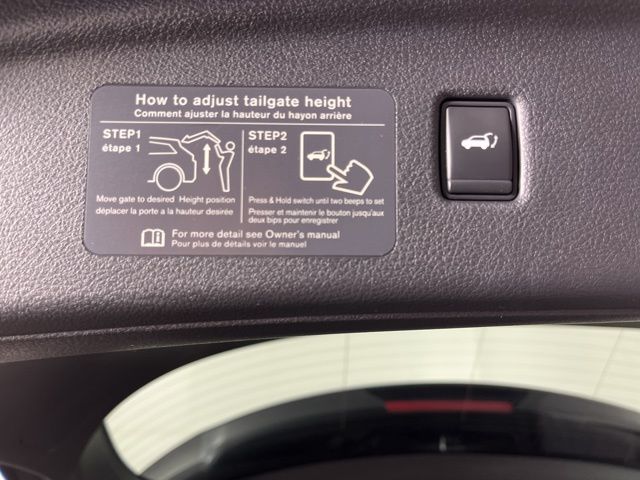 How to adjust tailgate height
Comment ajuster la hauteur du hayon arrière
STEP1
étape 1
Move gate to desired Height position
déplacer la porte a la hauteur desirée
STEP2
étape 2
Press & Hold switch until two beeps to set
Presser et maintenir le bouton jusqu'aux
deux bips pour enregistrer
For more detail see Owner's manual
Pour plus de détails voir le manuel